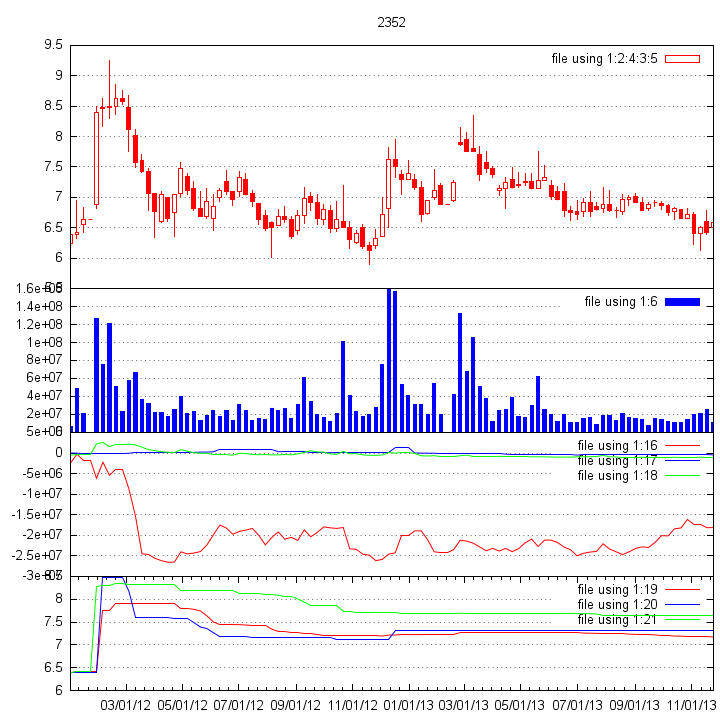 2352
9.5
file using 1:2:4:3:5
9
8.5
8
7.5
7
6.5
6
1.6e+08
file using 1:6
1.4e+08
1.2e+08
1e+08
8e+07
6e+07
4e+07
2e+07
5e+06
file using 1:16
0
file using 1:17
file using 1:18
-5e+06
-1e+07
-1.5e+07
-2e+07
-2.5e+07
-3e+07
file using 1:19
8
file using 1:20
file using 1:21
7.5
7
6.5
6
03/01/12 05/01/12 07/01/12 09/01/12 11/01/12 01/01/13 03/01/13 05/01/13 07/01/13 09/01/13 11/01/13